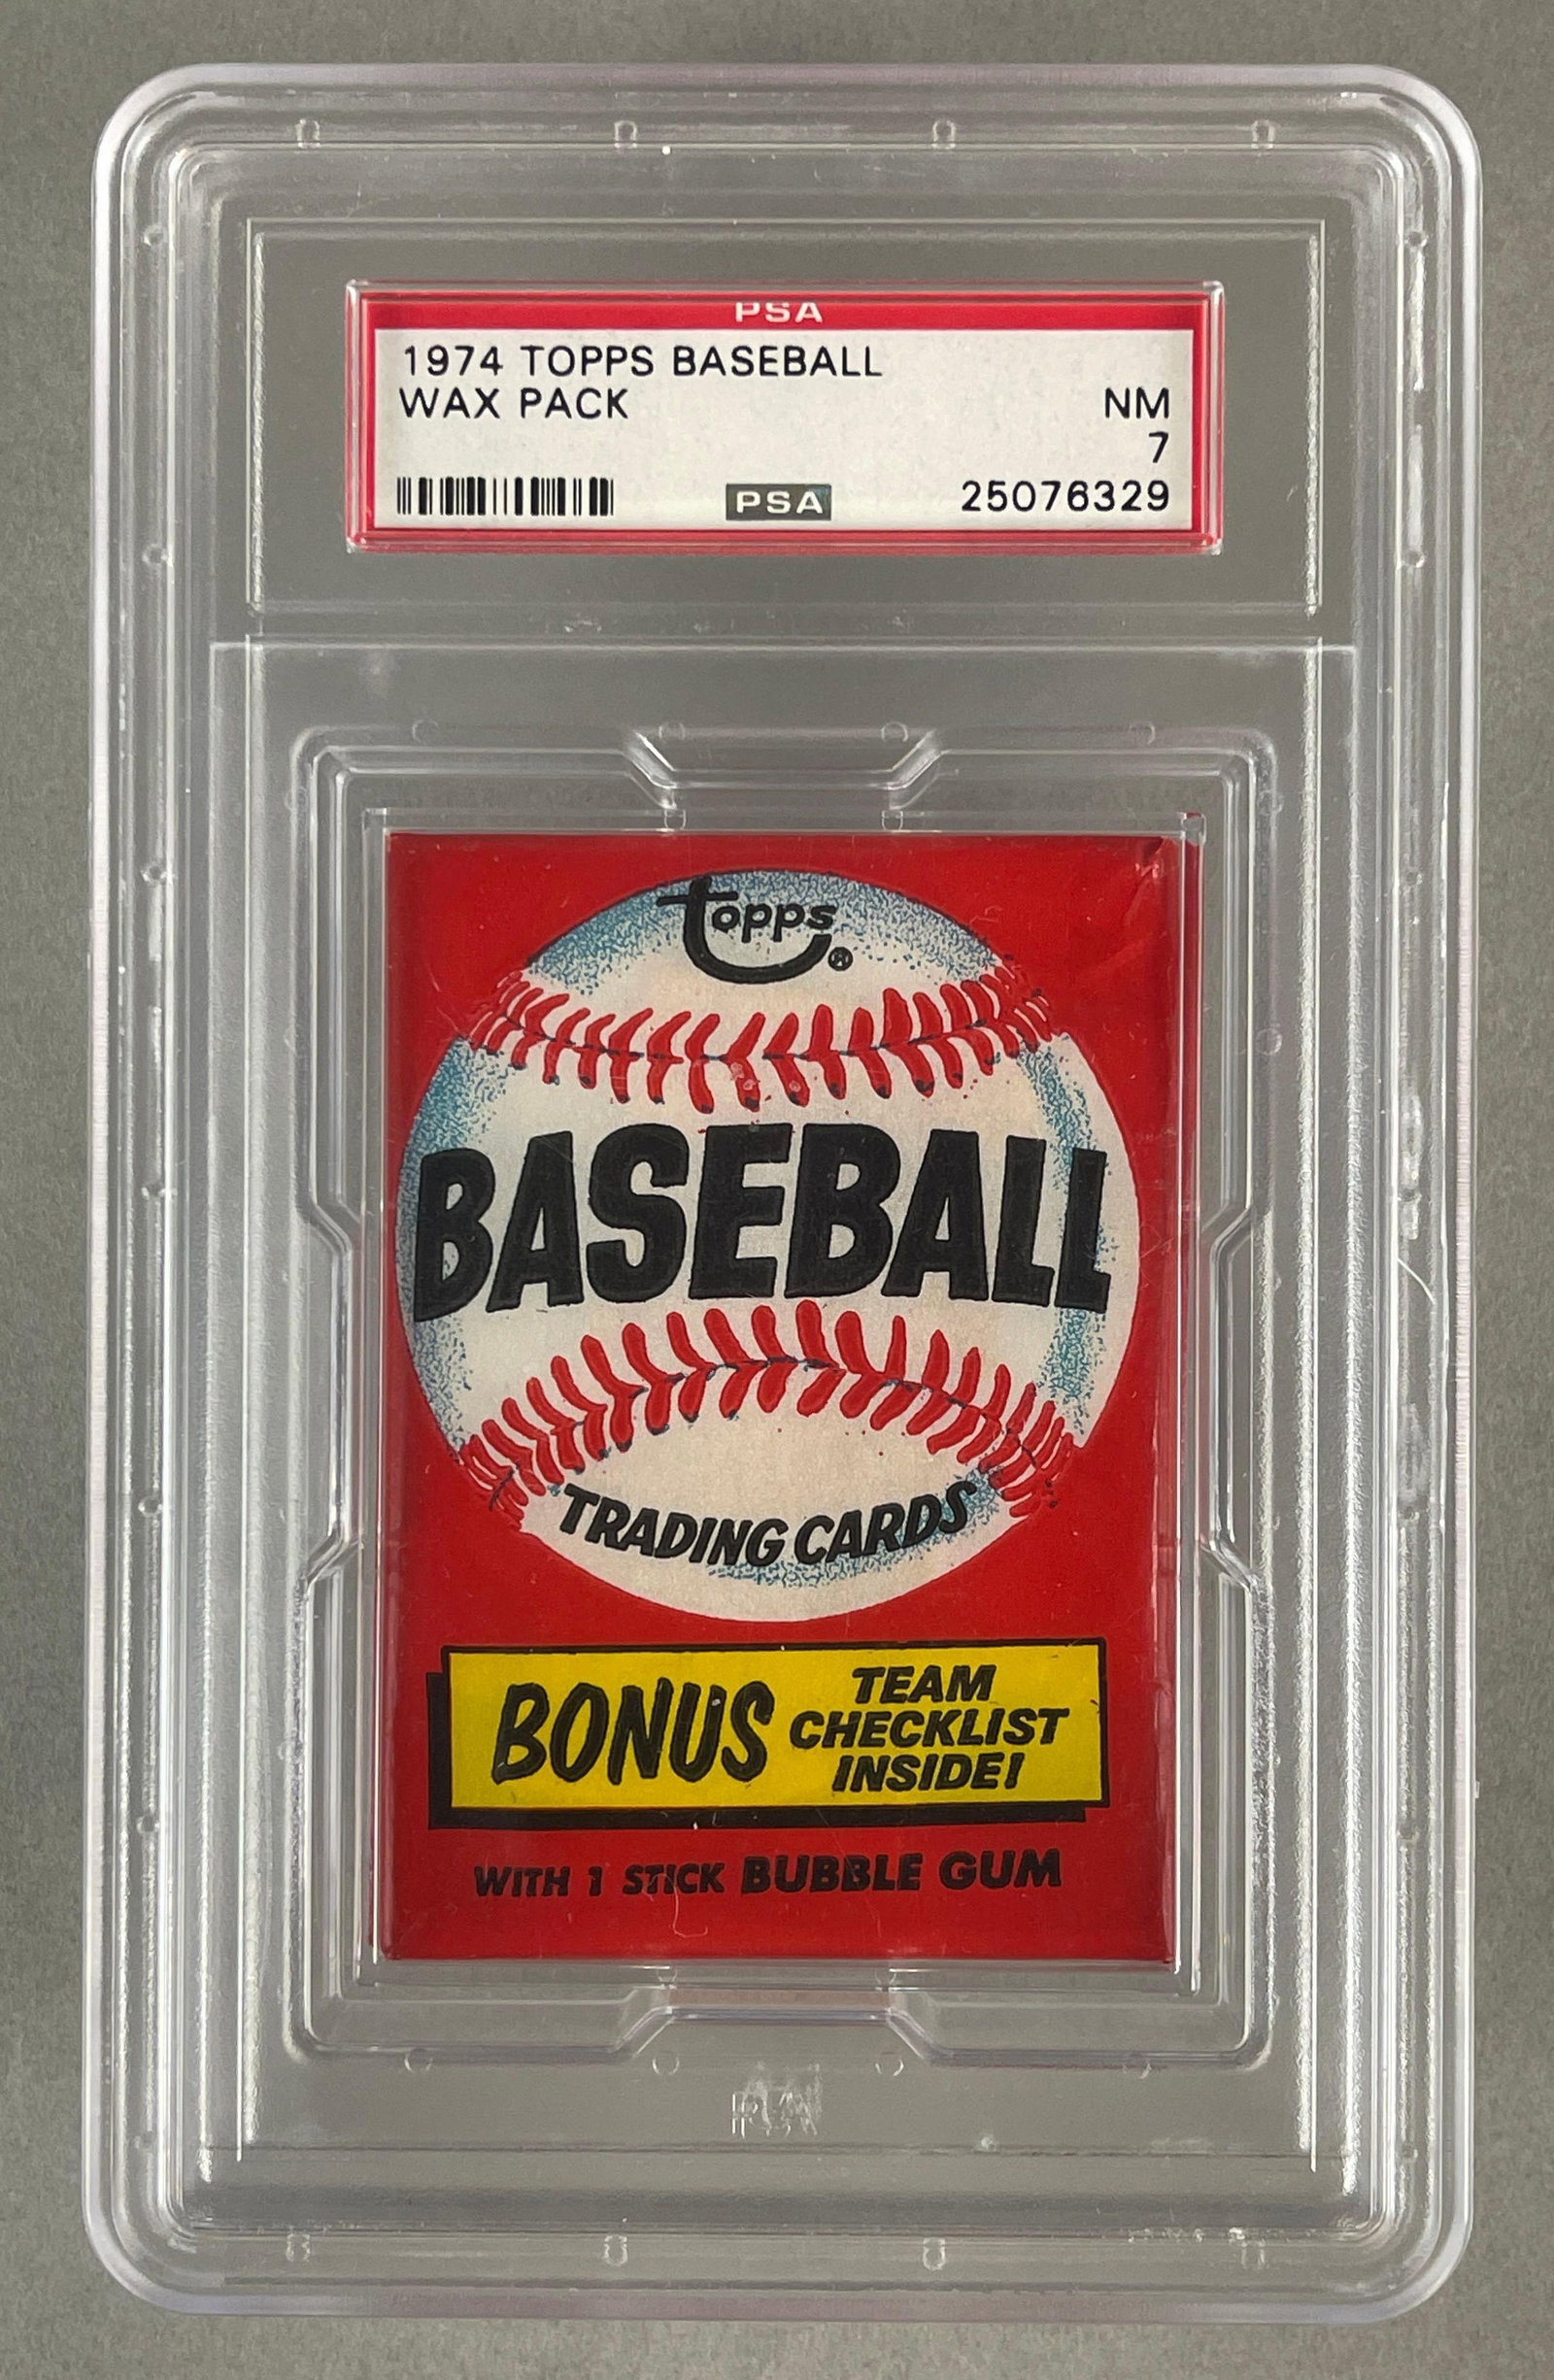 PSA
1974 TOPPS BASEBALL
WAX PACK NM
7
PSA 25076329
topps®
BASEBALL
TRADING CARDS
BONUS TEAM
CHECKLIST
INSIDE!
WITH 1 STICK BUBBLE GUM